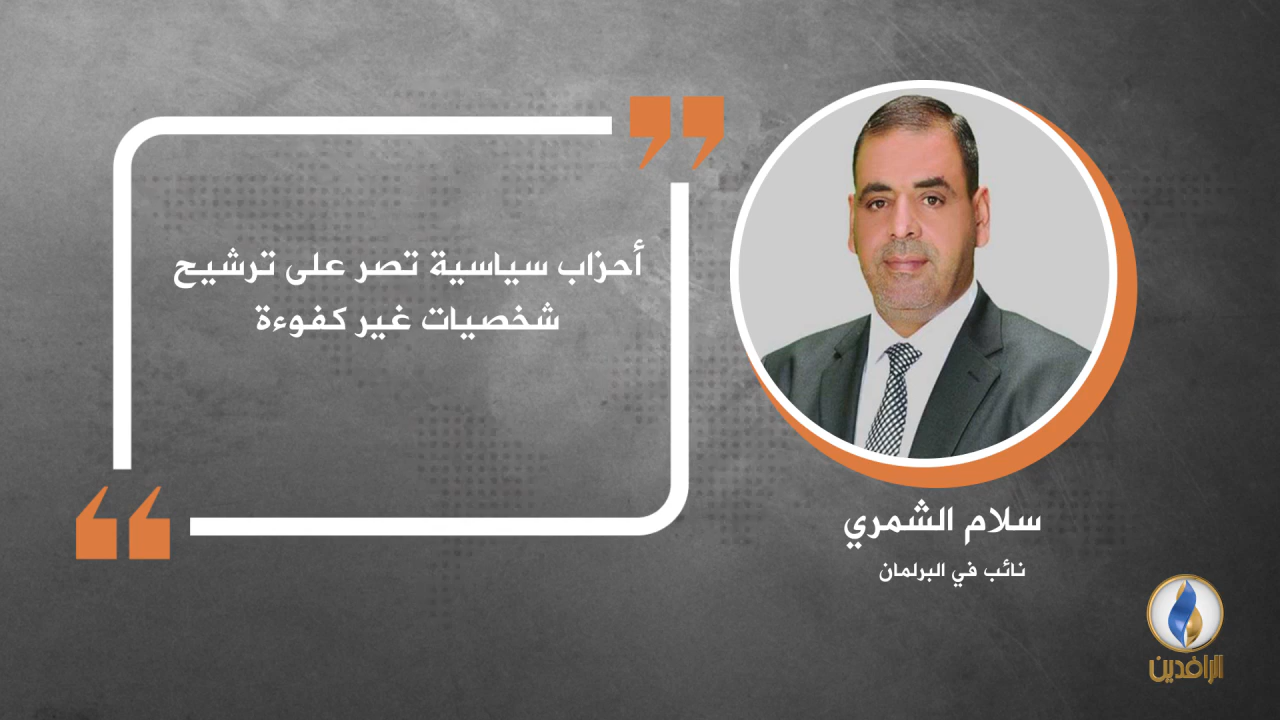 أحزاب سياسية تصر على ترشيح
شخصيات غير كفوءة
سلام الشمري
نائب في البرلمان
الرافدين